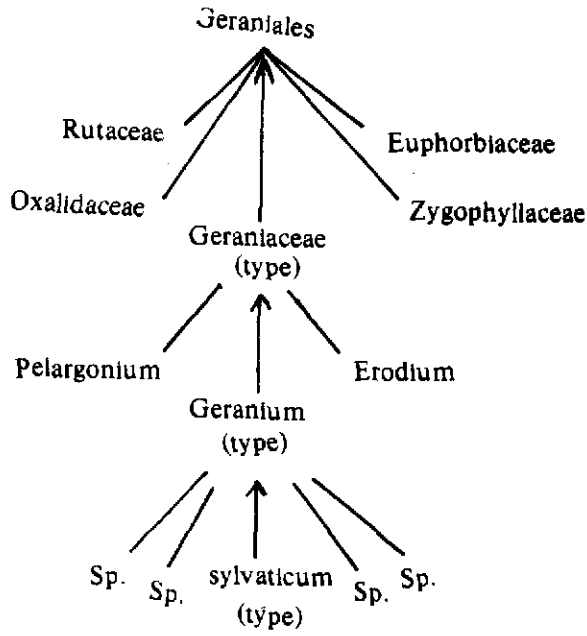 Geraniales
Rutaceae
Euphorbiaceae
Oxalidaceae
Zygophyllaceae
Geraniaceae
(type)
Pelargonium
Erodium
Geranium
(type)
Sp.
Sp.
sylvaticum
(type)
Sp.
Sp.